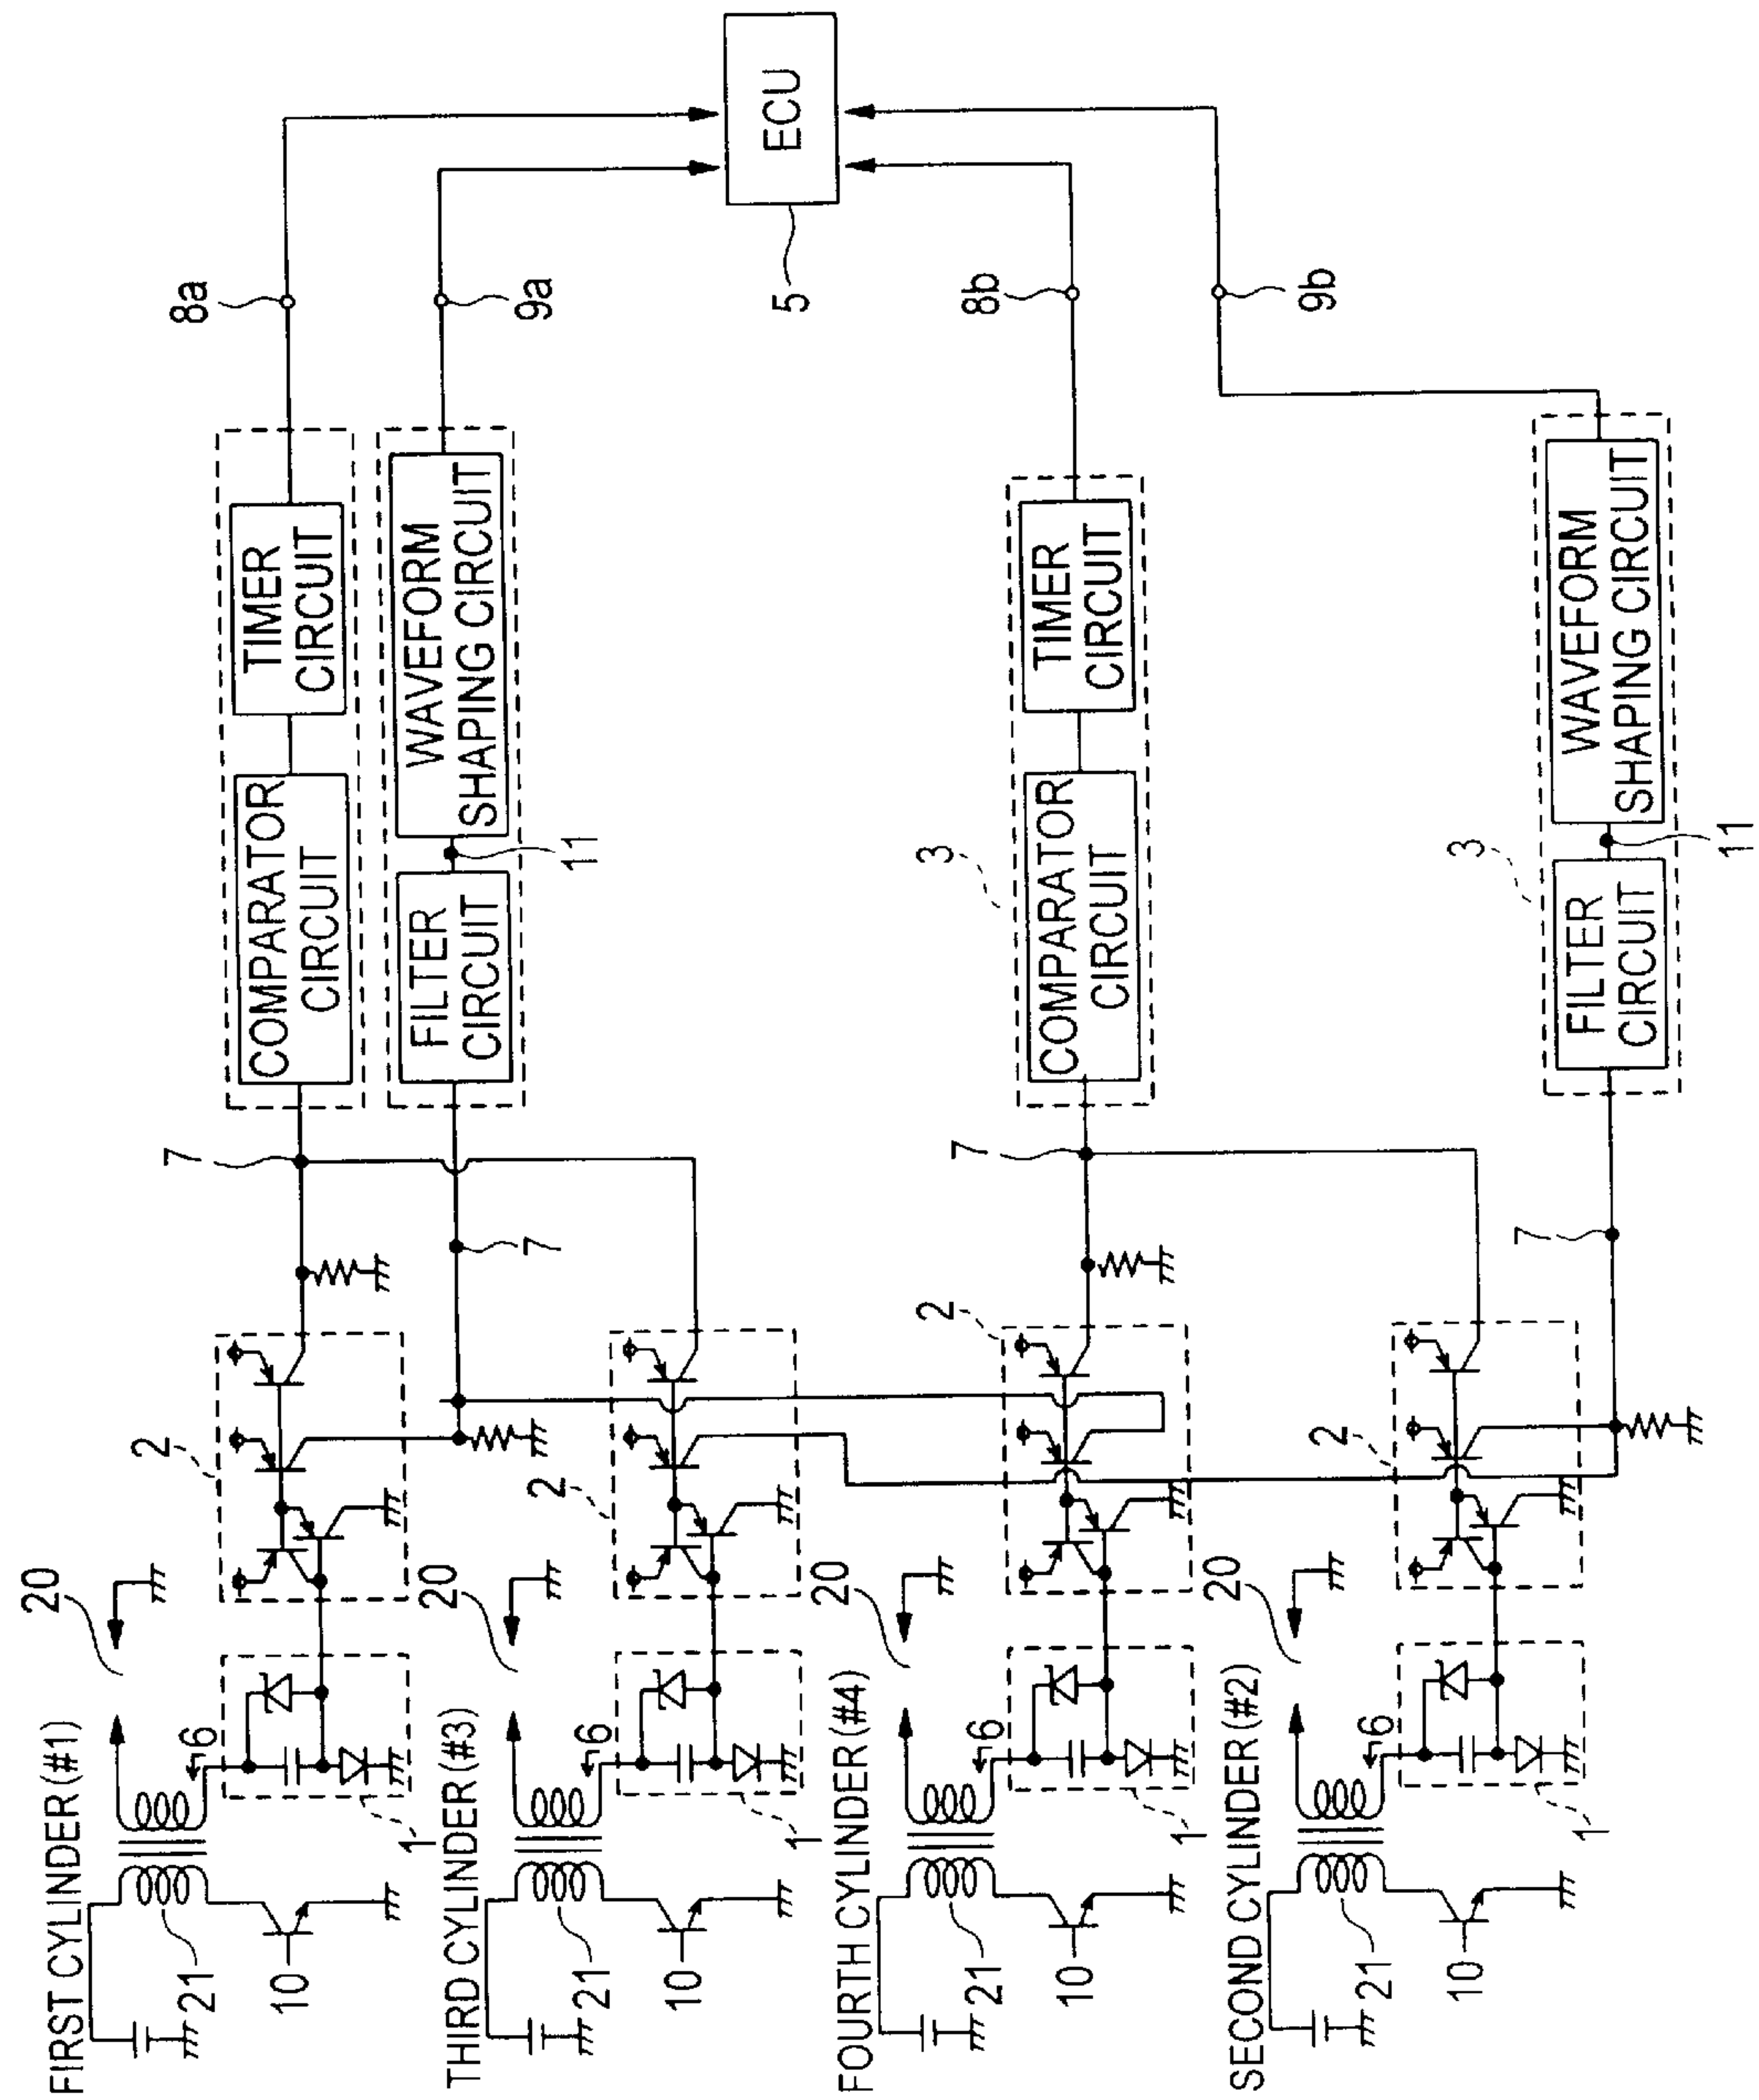 FIRST CYLINDER (#1)
20
2
7
8a
COMPARATOR
CIRCUIT
TIMER
CIRCUIT
6
21
10
1
7
9a
FILTER
CIRCUIT
11
WAVEFORM
SHAPING CIRCUIT
THIRD CYLINDER (#3)
20
2
6
21
10
1
ECU
5
FOURTH CYLINDER (#4)
20
2
7
3
8b
COMPARATOR
CIRCUIT
TIMER
CIRCUIT
6
21
10
1
SECOND CYLINDER (#2)
20
2
7
3
9b
FILTER
CIRCUIT
11
WAVEFORM
SHAPING CIRCUIT
6
21
10
1